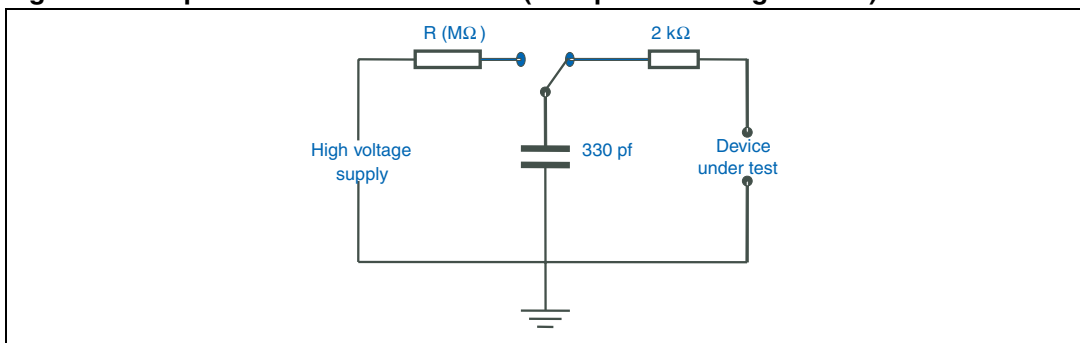 R (MΩ)
2 kΩ
High voltage
supply
330 pf
Device
under test